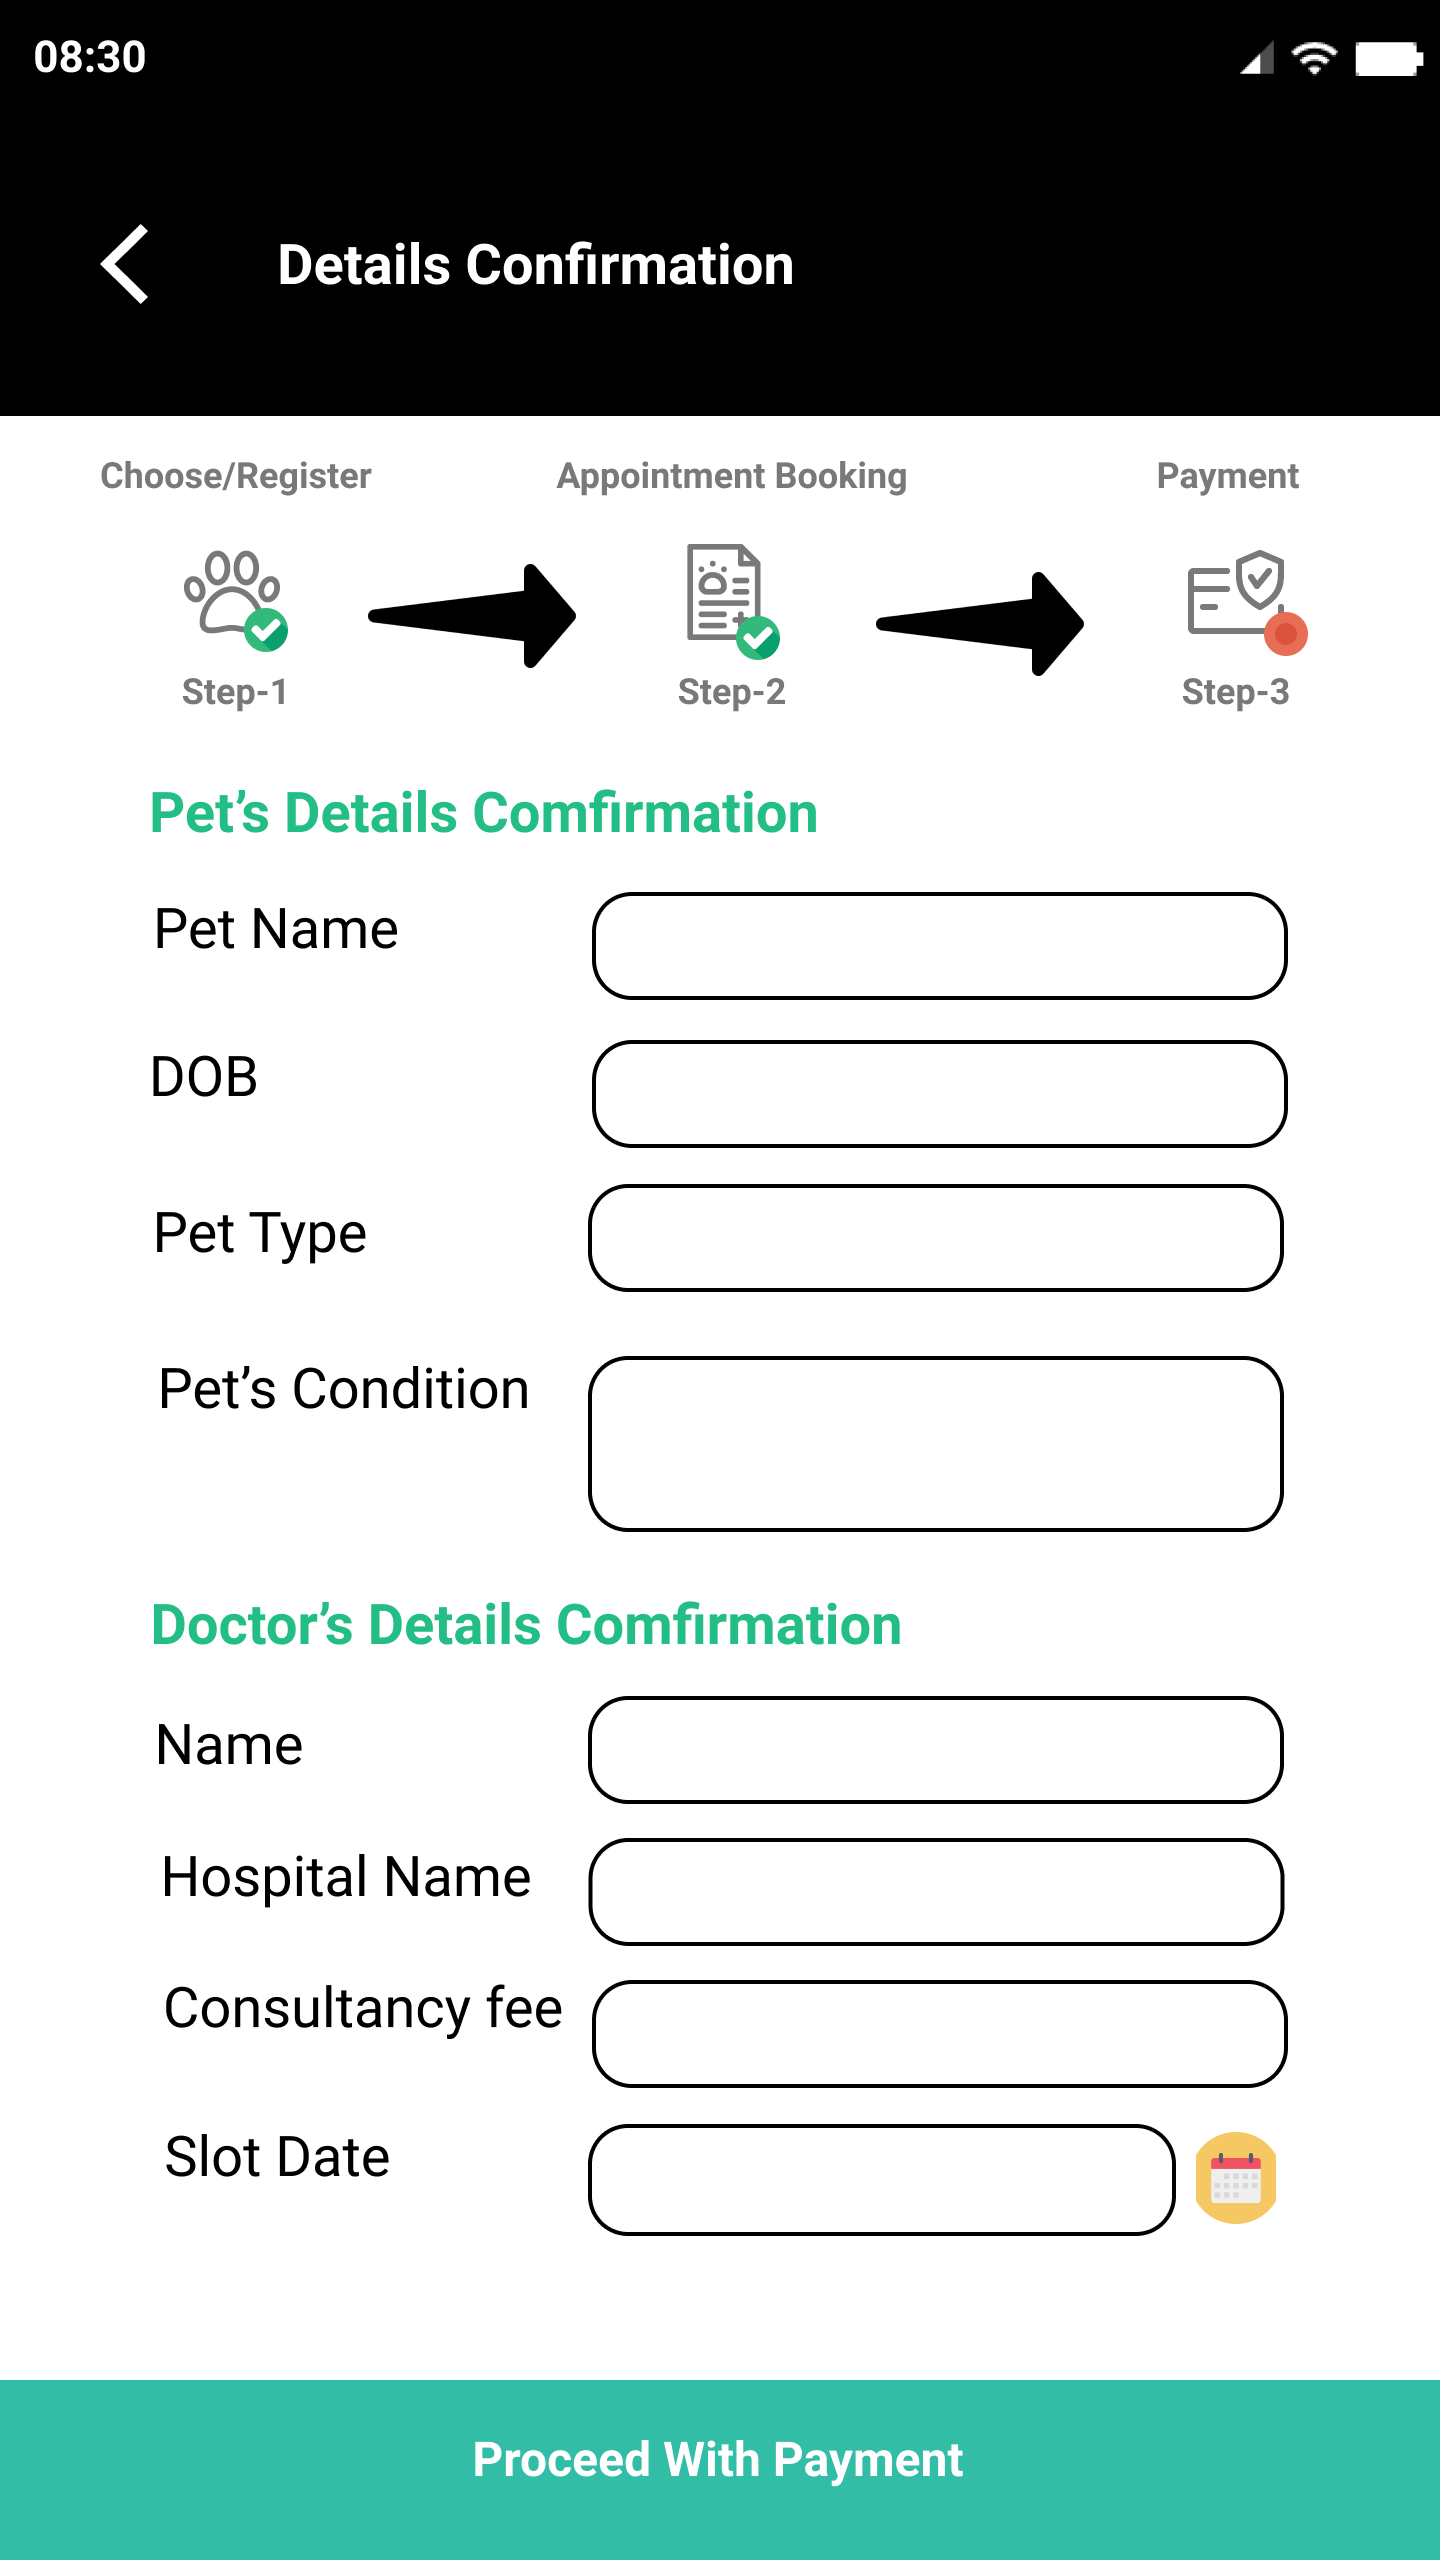 08:30
Details Confirmation
Choose/Register
Appointment Booking
Payment
Step-1
Step-2
Step-3
Pet’s Details Comfirmation
Pet Name
DOB
Pet Type
Pet’s Condition
Doctor’s Details Comfirmation
Name
Hospital Name
Consultancy fee
Slot Date
Proceed With Payment